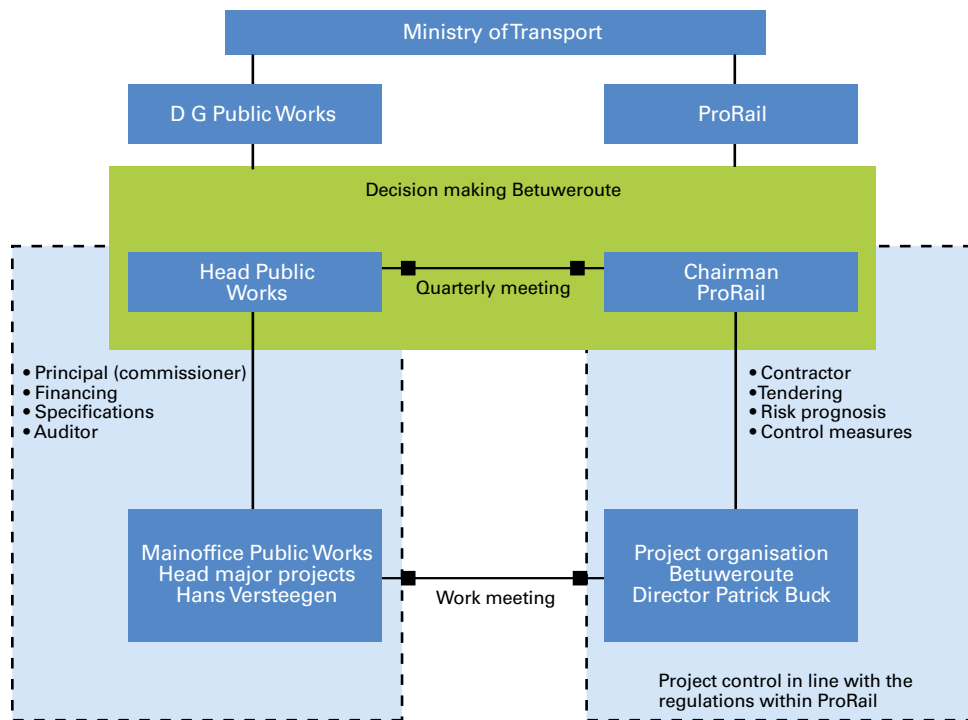 Ministry of Transport
D G Public Works
ProRail
Decision making Betuweroute
Head Public
Works
Quarterly meeting
Chairman
ProRail
• Principal (commissioner)
• Financing
• Specifications
• Auditor
• Contractor
•Tendering
• Risk prognosis
• Control measures
Mainoffice Public Works
Head major projects
Hans Versteegen
Work meeting
Project organisation
Betuweroute
Director Patrick Buck
Project control in line with the
regulations within ProRail